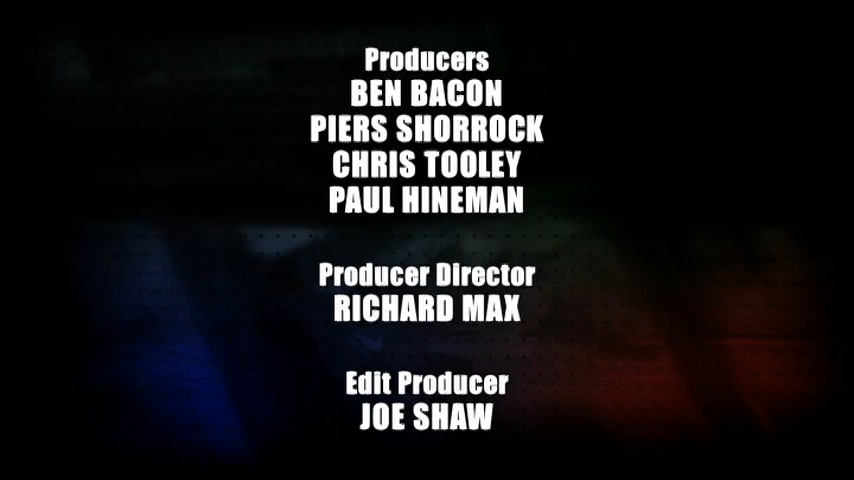 Producers
BEN BACON
PIERS SHORROCK
CHRIS TOOLEY
PAUL HINEMAN
Producer Director
RICHARD MAX
Edit Producer
JOE SHAW